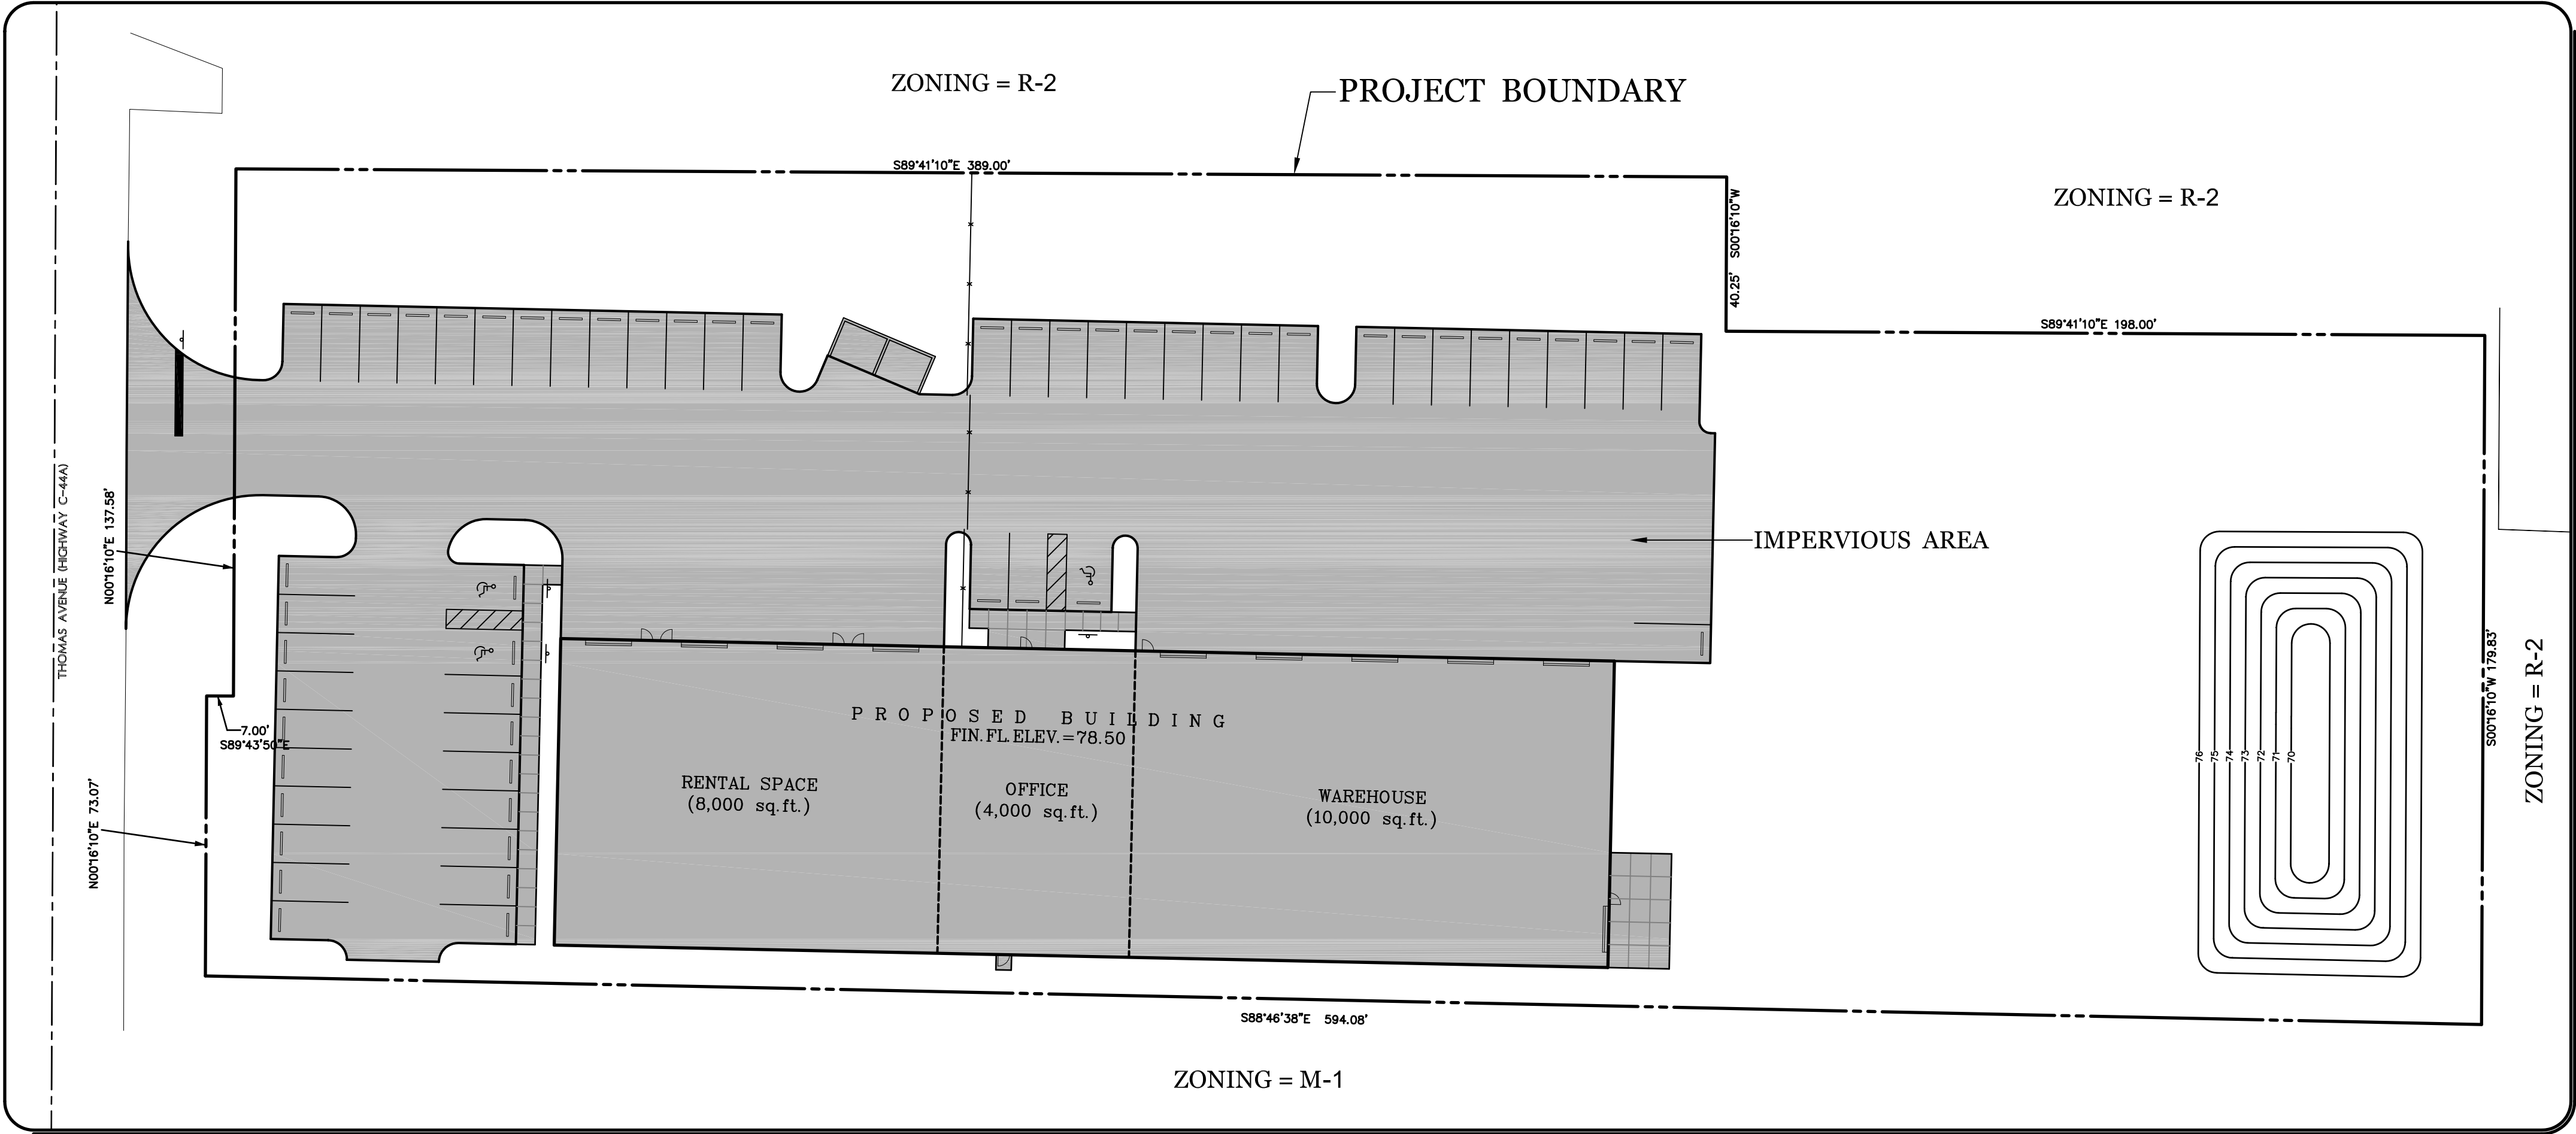 ZONING = R-2
PROJECT BOUNDARY
S89°41'10"E 389.00'
40.25' S00°16'10"W
ZONING = R-2
S89°41'10"E 198.00'
THOMAS AVENUE (HIGHWAY C-44A)
N00°16'10"E 137.58'
IMPERVIOUS AREA
7.00'
S89°43'50"E
N00°16'10"E 73.07'
PROPOSED BUILDING
FIN.FL.ELEV.=78.50
RENTAL SPACE
(8,000 sq.ft.)
OFFICE
(4,000 sq.ft.)
WAREHOUSE
(10,000 sq.ft.)
76
75
74
73
72
71
70
S00°16'10"W 179.83'
ZONING = R-2
S88°46'38"E 594.08'
ZONING = M-1